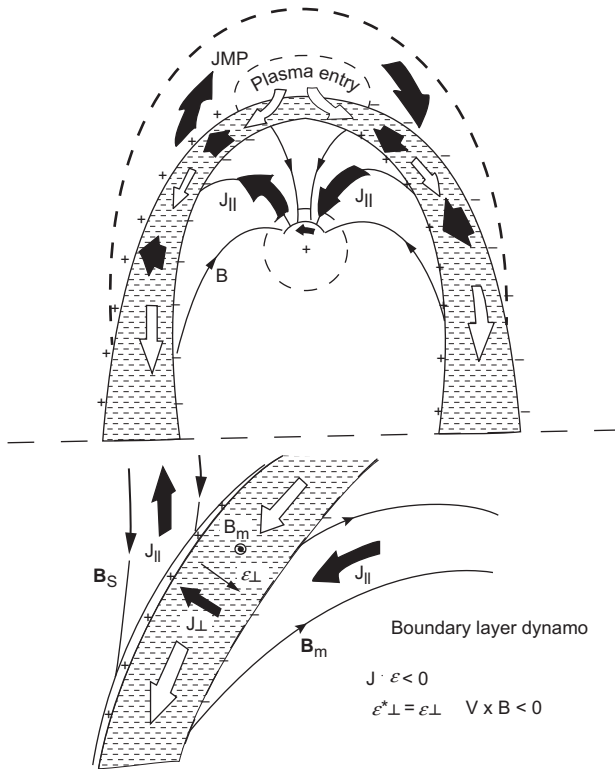 JMP
Plasma entry
J||
J||
B
B_m
J||
B_S
ε⊥
J||
J⊥
B_m
Boundary layer dynamo
J · ε < 0
ε*⊥ = ε⊥ V x B < 0